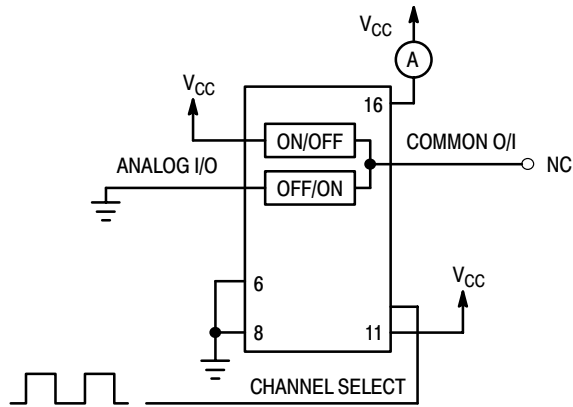 VCC
A
16
VCC
ON/OFF
COMMON O/I
NC
ANALOG I/O
OFF/ON
VCC
6
8
11
CHANNEL SELECT